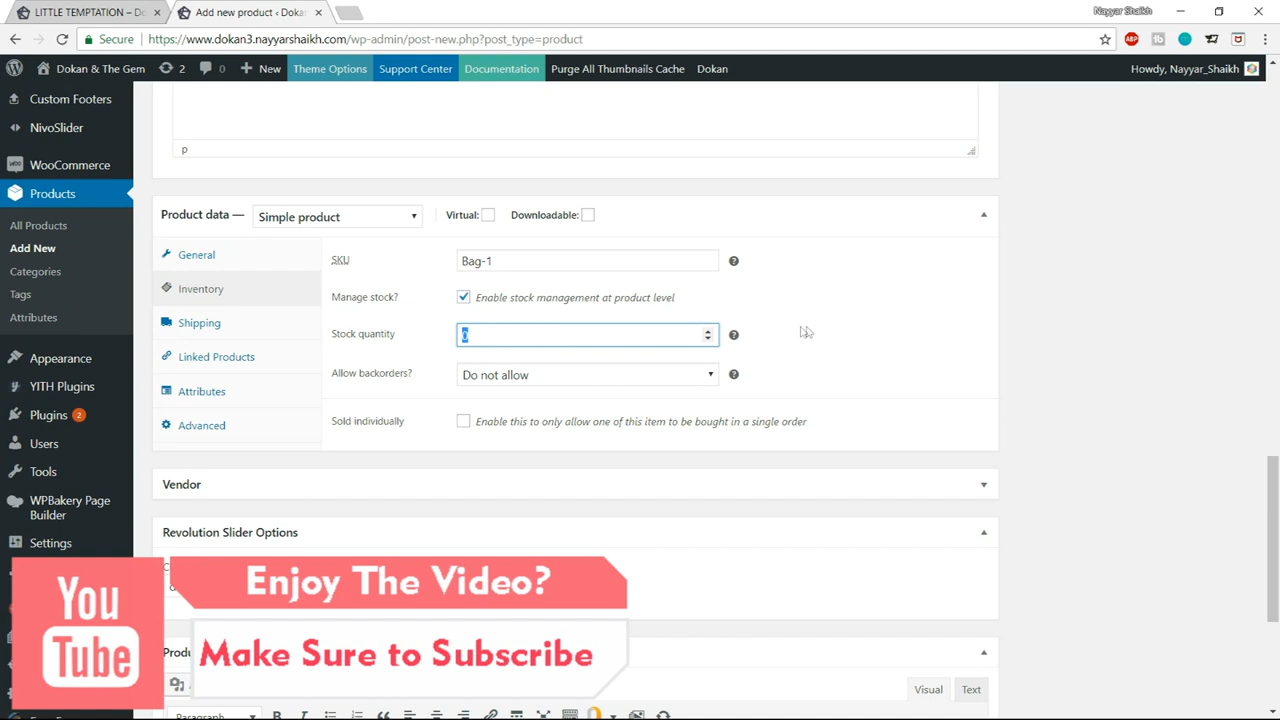 LITTLE TEMPTATION – Do
Add new product ‹ Dokan
Nayyar Shaikh
Secure
https://www.dokan3.nayyarshaikh.com/wp-admin/post-new.php?post_type=product
ABP
Dokan & The Gem
2
0
New
Theme Options
Support Center
Documentation
Purge All Thumbnails Cache
Dokan
Howdy, Nayyar_Shaikh
Custom Footers
NivoSlider
WooCommerce
Products
All Products
Add New
Categories
Tags
Attributes
Appearance
YITH Plugins
Plugins 2
Users
Tools
WPBakery Page
Builder
Settings
p
Product data —
Simple product
Virtual:
Downloadable:
General
Inventory
Shipping
Linked Products
Attributes
Advanced
SKU
Bag-1
Manage stock?
Enable stock management at product level
Stock quantity
0
Allow backorders?
Do not allow
Sold individually
Enable this to only allow one of this item to be bought in a single order
Vendor
Revolution Slider Options
You
Tube
Enjoy The Video?
Make Sure to Subscribe
Visual
Text
Paragraph